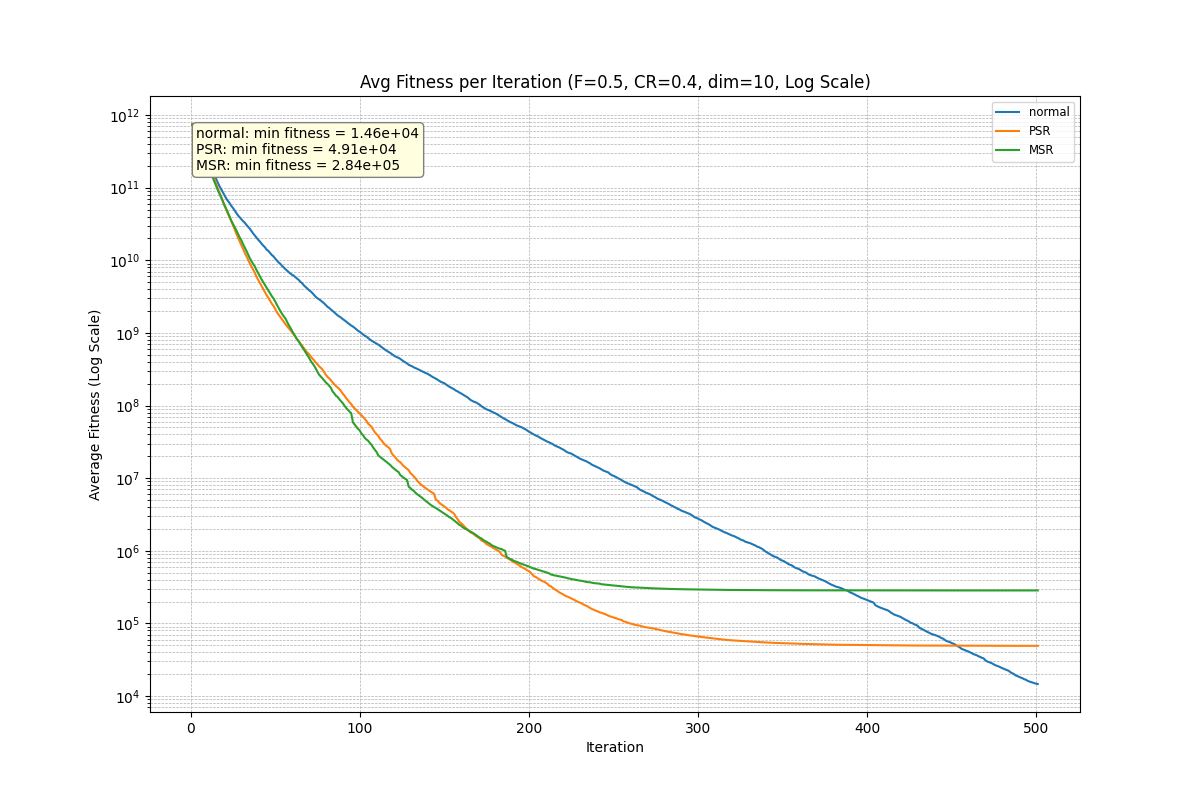 Avg Fitness per Iteration (F=0.5, CR=0.4, dim=10, Log Scale)
normal: min fitness = 1.46e+04
PSR: min fitness = 4.91e+04
MSR: min fitness = 2.84e+05
normal
PSR
MSR
Average Fitness (Log Scale)
10¹²
10¹¹
10¹⁰
10⁹
10⁸
10⁷
10⁶
10⁵
10⁴
0 100 200 300 400 500
Iteration